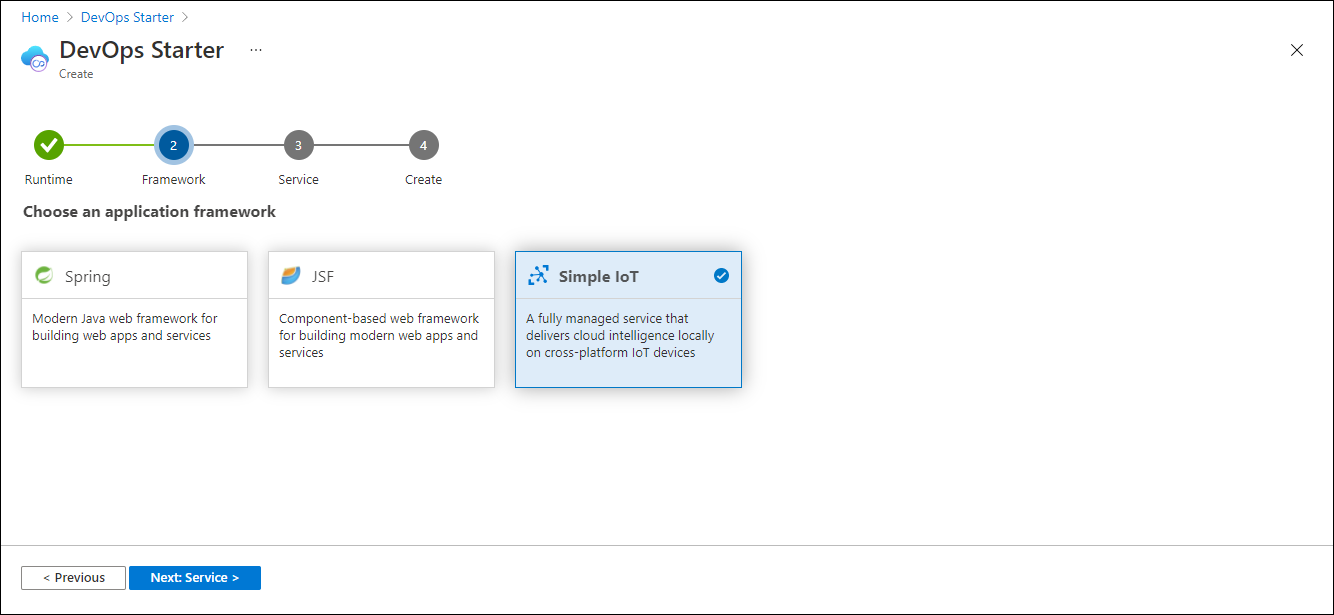 Home > DevOps Starter >
DevOps Starter ...
Create
2 3 4
Runtime Framework Service Create
Choose an application framework
Spring
Modern Java web framework for
building web apps and services
JSF
Component-based web framework
for building modern web apps and
services
Simple IoT
A fully managed service that
delivers cloud intelligence locally
on cross-platform IoT devices
< Previous Next: Service >